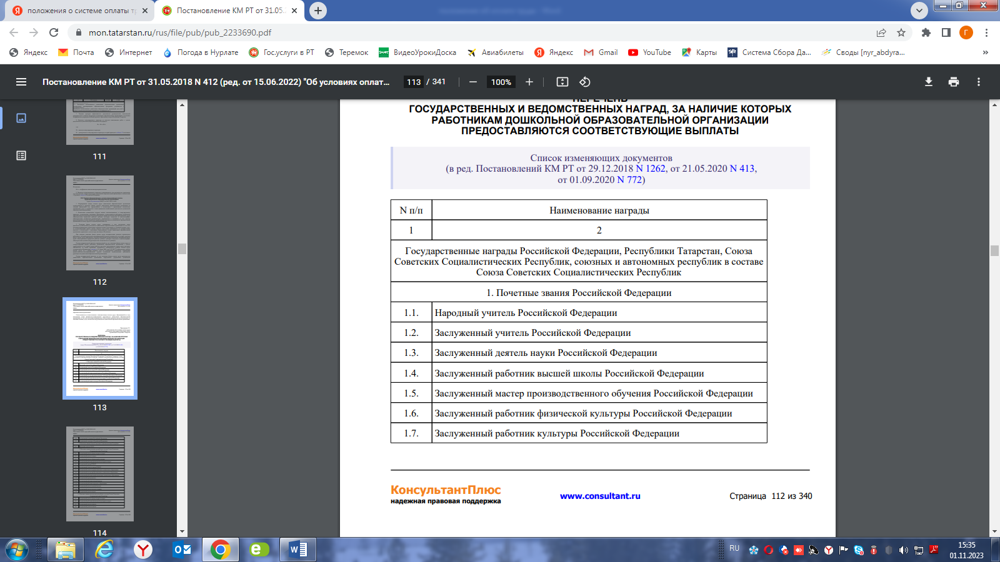 положения о системе оплаты тр
Постановление КМ РТ от 31.05.2
mon.tatarstan.ru/rus/file/pub/pub_2233690.pdf
Г
Яндекс Почта Интернет Погода в Нурлате Гос.услуги в РТ Теремок ВидеоУрокиДоска Авиабилеты Яндекс Gmail YouTube Карты Система Сбора Да... Своды [nyr_abdyra... »
Постановление КМ РТ от 31.05.2018 N 412 (ред. от 15.06.2022) "Об условиях оплат... 113 / 341 100%
111
112
113
114
ПЕРЕЧЕНЬ
ГОСУДАРСТВЕННЫХ И ВЕДОМСТВЕННЫХ НАГРАД, ЗА НАЛИЧИЕ КОТОРЫХ
РАБОТНИКАМ ДОШКОЛЬНОЙ ОБРАЗОВАТЕЛЬНОЙ ОРГАНИЗАЦИИ
ПРЕДОСТАВЛЯЮТСЯ СООТВЕТСТВУЮЩИЕ ВЫПЛАТЫ
Список изменяющих документов
(в ред. Постановлений КМ РТ от 29.12.2018 N 1262, от 21.05.2020 N 413,
от 01.09.2020 N 772)
N п/п Наименование награды
1 2
Государственные награды Российской Федерации, Республики Татарстан, Союза
Советских Социалистических Республик, союзных и автономных республик в составе
Союза Советских Социалистических Республик
1. Почетные звания Российской Федерации
1.1. Народный учитель Российской Федерации
1.2. Заслуженный учитель Российской Федерации
1.3. Заслуженный деятель науки Российской Федерации
1.4. Заслуженный работник высшей школы Российской Федерации
1.5. Заслуженный мастер производственного обучения Российской Федерации
1.6. Заслуженный работник физической культуры Российской Федерации
1.7. Заслуженный работник культуры Российской Федерации
КонсультантПлюс
надежная правовая поддержка
www.consultant.ru
Страница 112 из 340
RU
15:35
01.11.2023